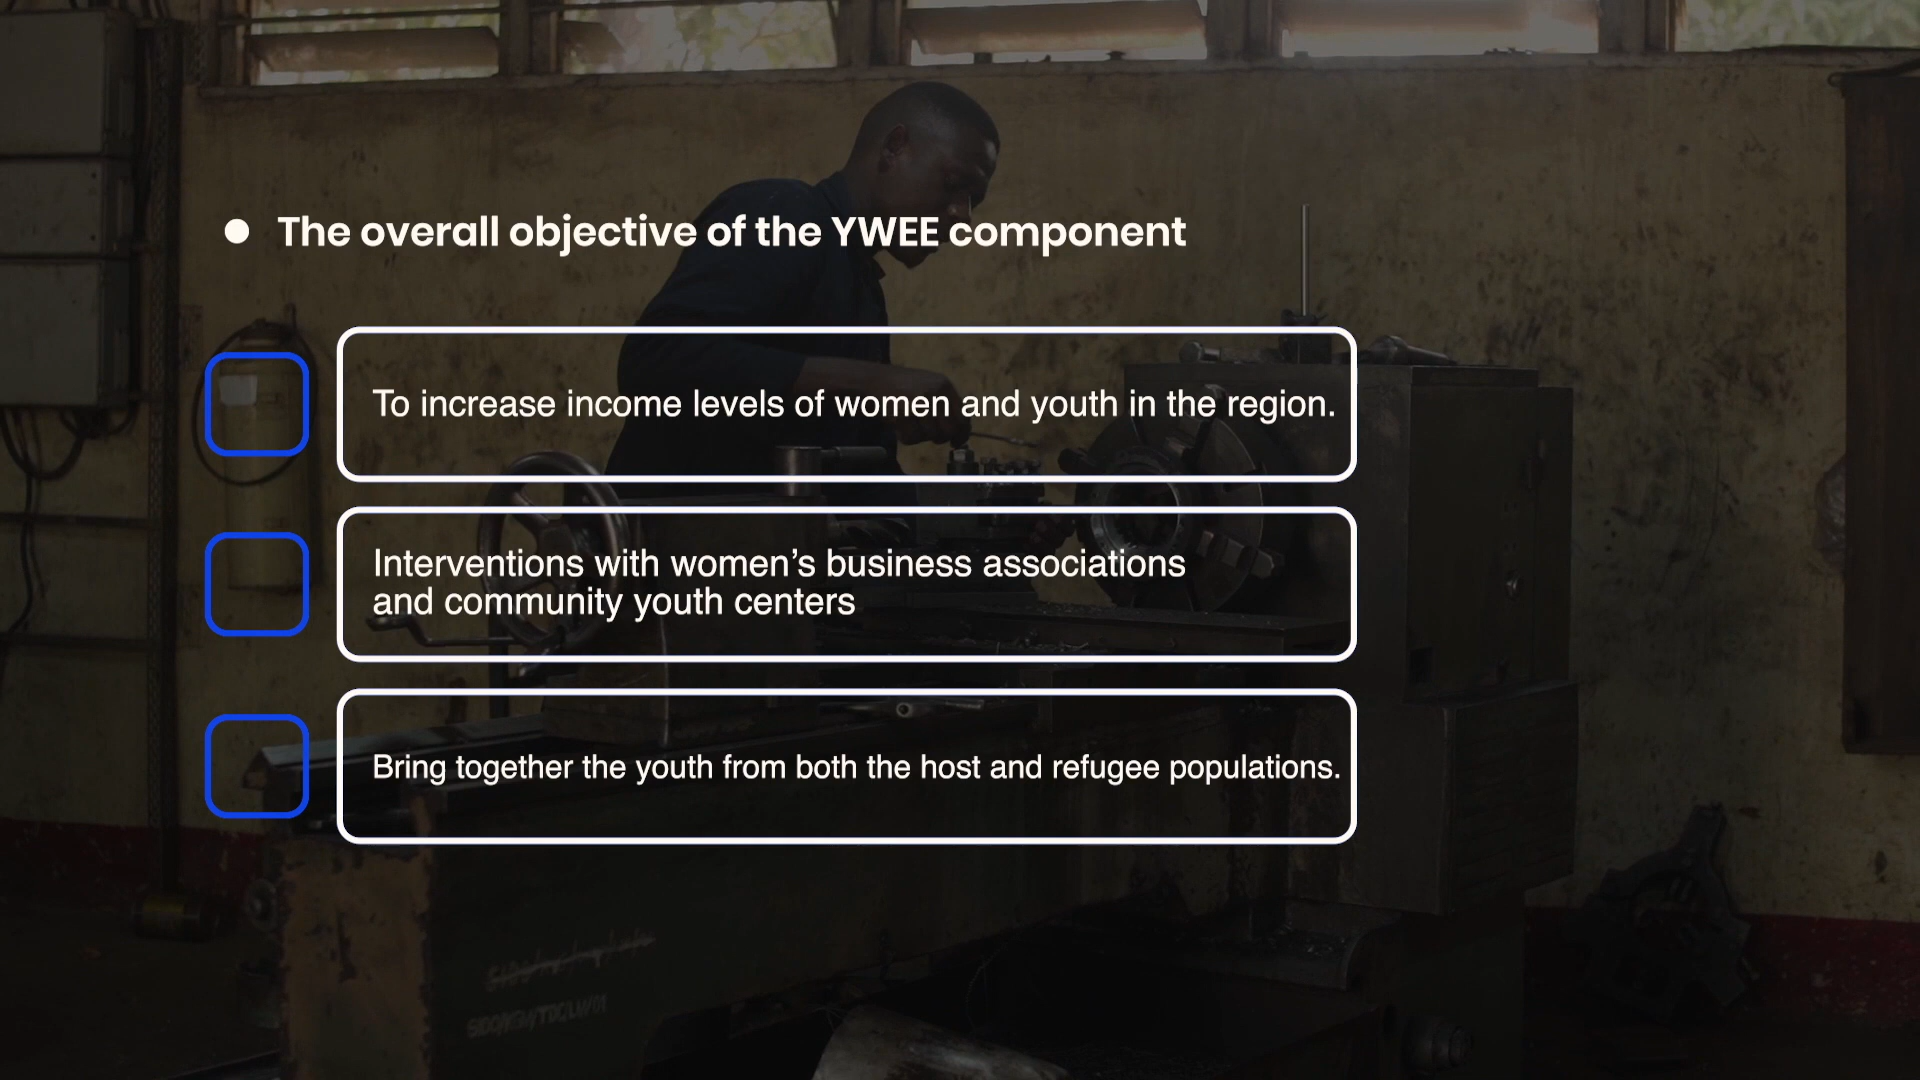 The overall objective of the YWEE component
To increase income levels of women and youth in the region.
Interventions with women’s business associations
and community youth centers
Bring together the youth from both the host and refugee populations.